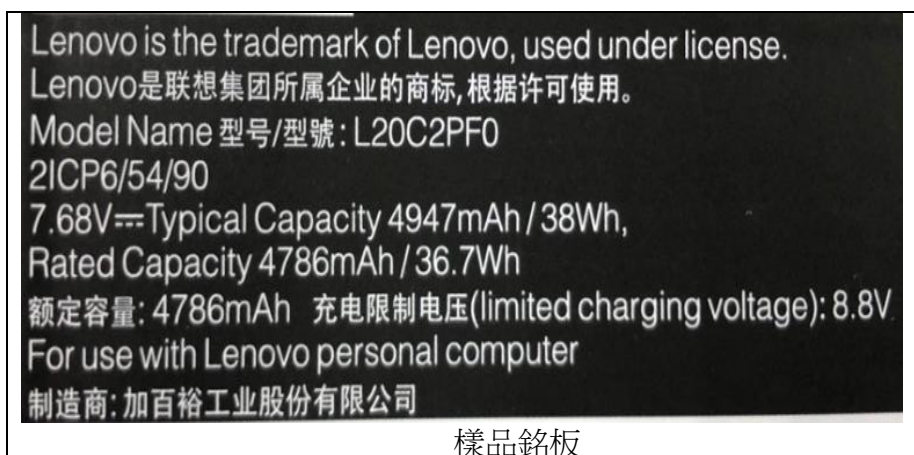 Lenovo is the trademark of Lenovo, used under license.
Lenovo是联想集团所属企业的商标,根据许可使用。
Model Name 型号/型號: L20C2PF0
2ICP6/54/90
7.68V⎓Typical Capacity 4947mAh / 38Wh,
Rated Capacity 4786mAh / 36.7Wh
额定容量: 4786mAh 充电限制电压(limited charging voltage): 8.8V
For use with Lenovo personal computer
制造商: 加百裕工业股份有限公司
樣品銘板